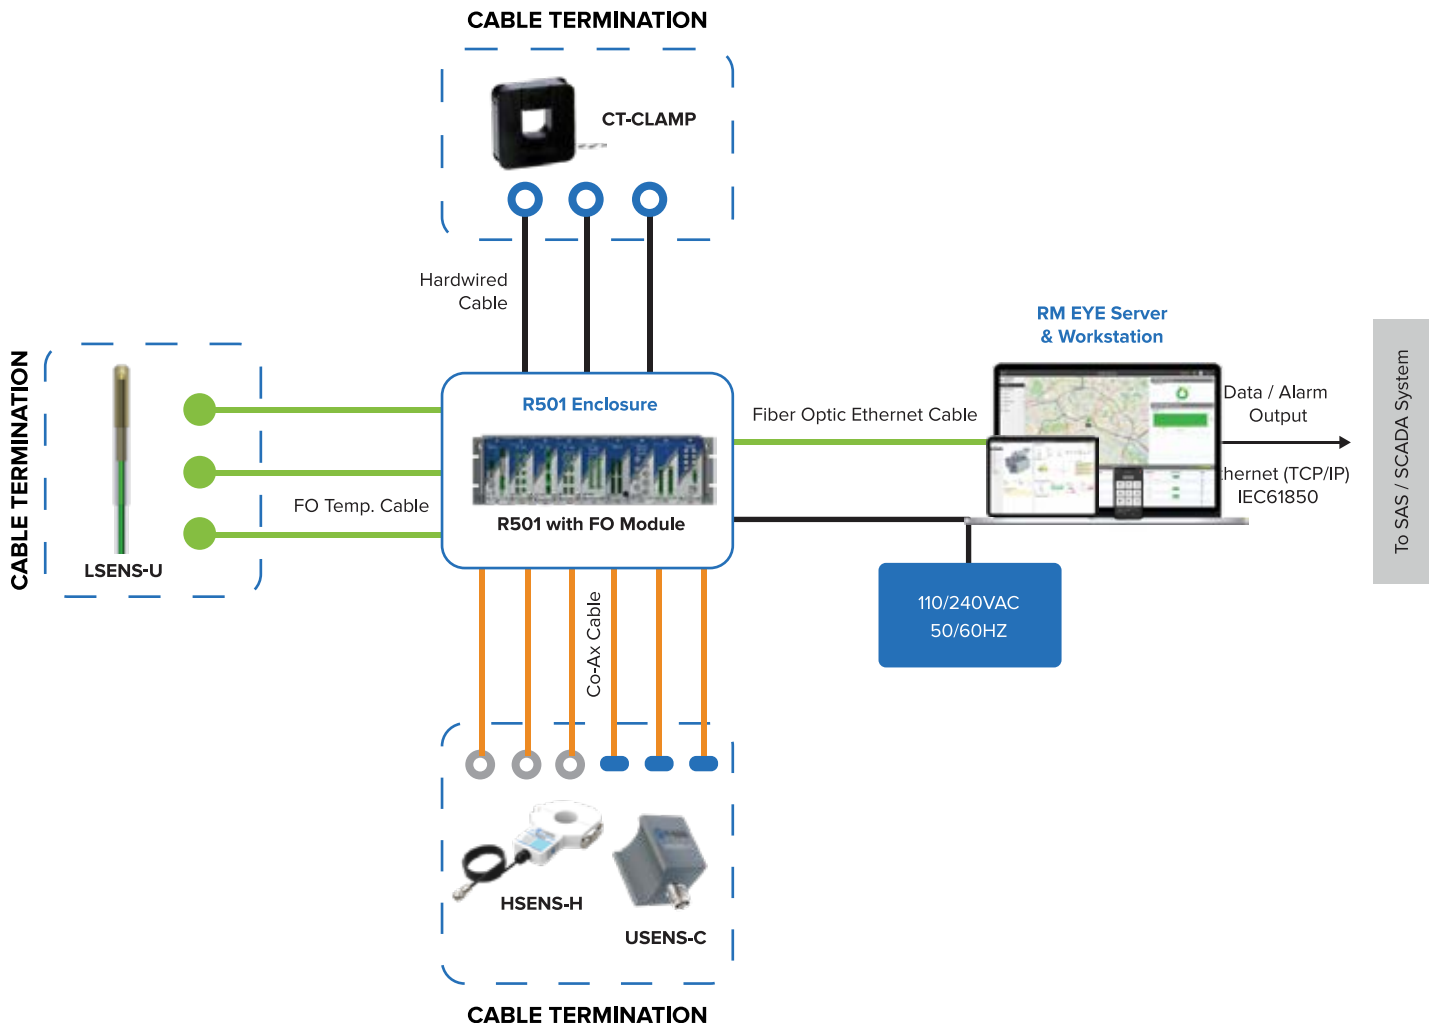 CABLE TERMINATION
CT-CLAMP
Hardwired
Cable
RM EYE Server
& Workstation
CABLE TERMINATION
LSENS-U
FO Temp. Cable
R501 Enclosure
R501 with FO Module
Fiber Optic Ethernet Cable
Data / Alarm
Output
hernet (TCP/IP)
IEC61850
To SAS / SCADA System
110/240VAC
50/60HZ
Co-Ax Cable
HSENS-H
USENS-C
CABLE TERMINATION